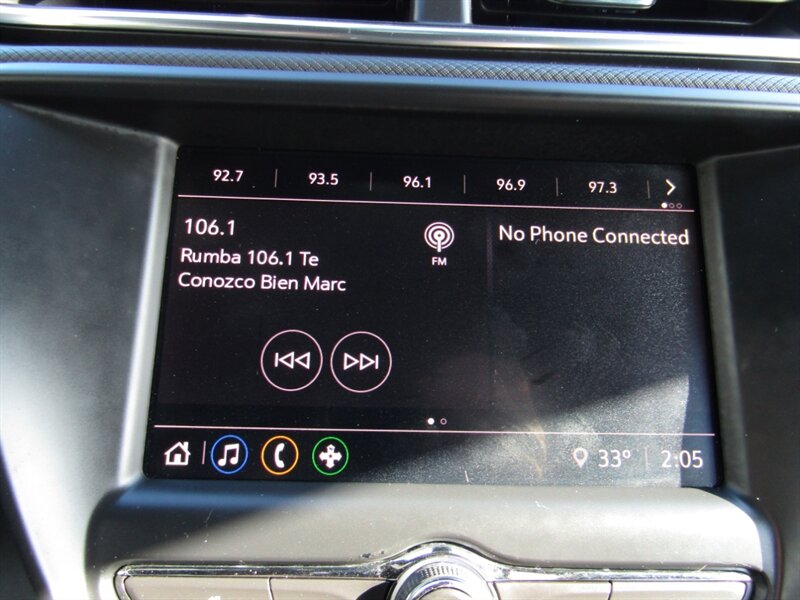 92.7 93.5 96.1 96.9 97.3
106.1
Rumba 106.1 Te
Conozco Bien Marc
FM
No Phone Connected
33° 2:05